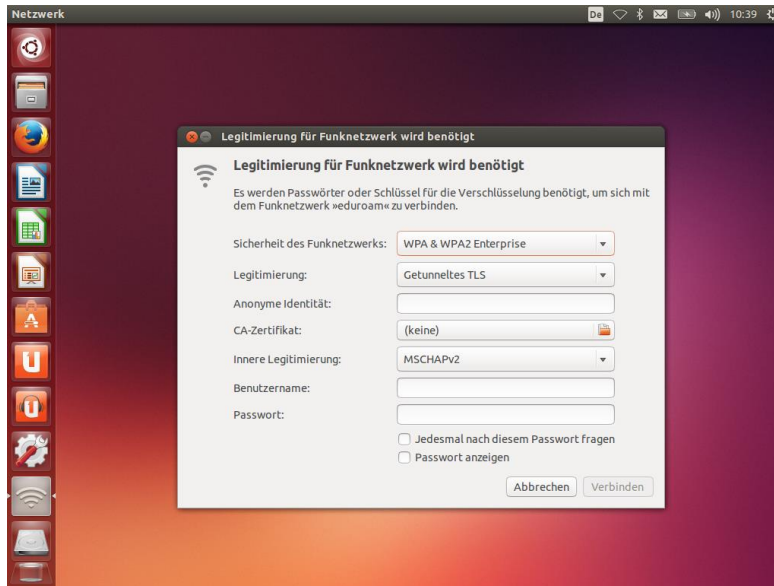 Netzwerk
De
10:39
Legitimierung für Funknetzwerk wird benötigt
Legitimierung für Funknetzwerk wird benötigt
Es werden Passwörter oder Schlüssel für die Verschlüsselung benötigt, um sich mit
dem Funknetzwerk »eduroam« zu verbinden.
Sicherheit des Funknetzwerks: WPA & WPA2 Enterprise
Legitimierung: Getunneltes TLS
Anonyme Identität:
CA-Zertifikat: (keine)
Innere Legitimierung: MSCHAPv2
Benutzername:
Passwort:
Jedesmal nach diesem Passwort fragen
Passwort anzeigen
Abbrechen Verbinden